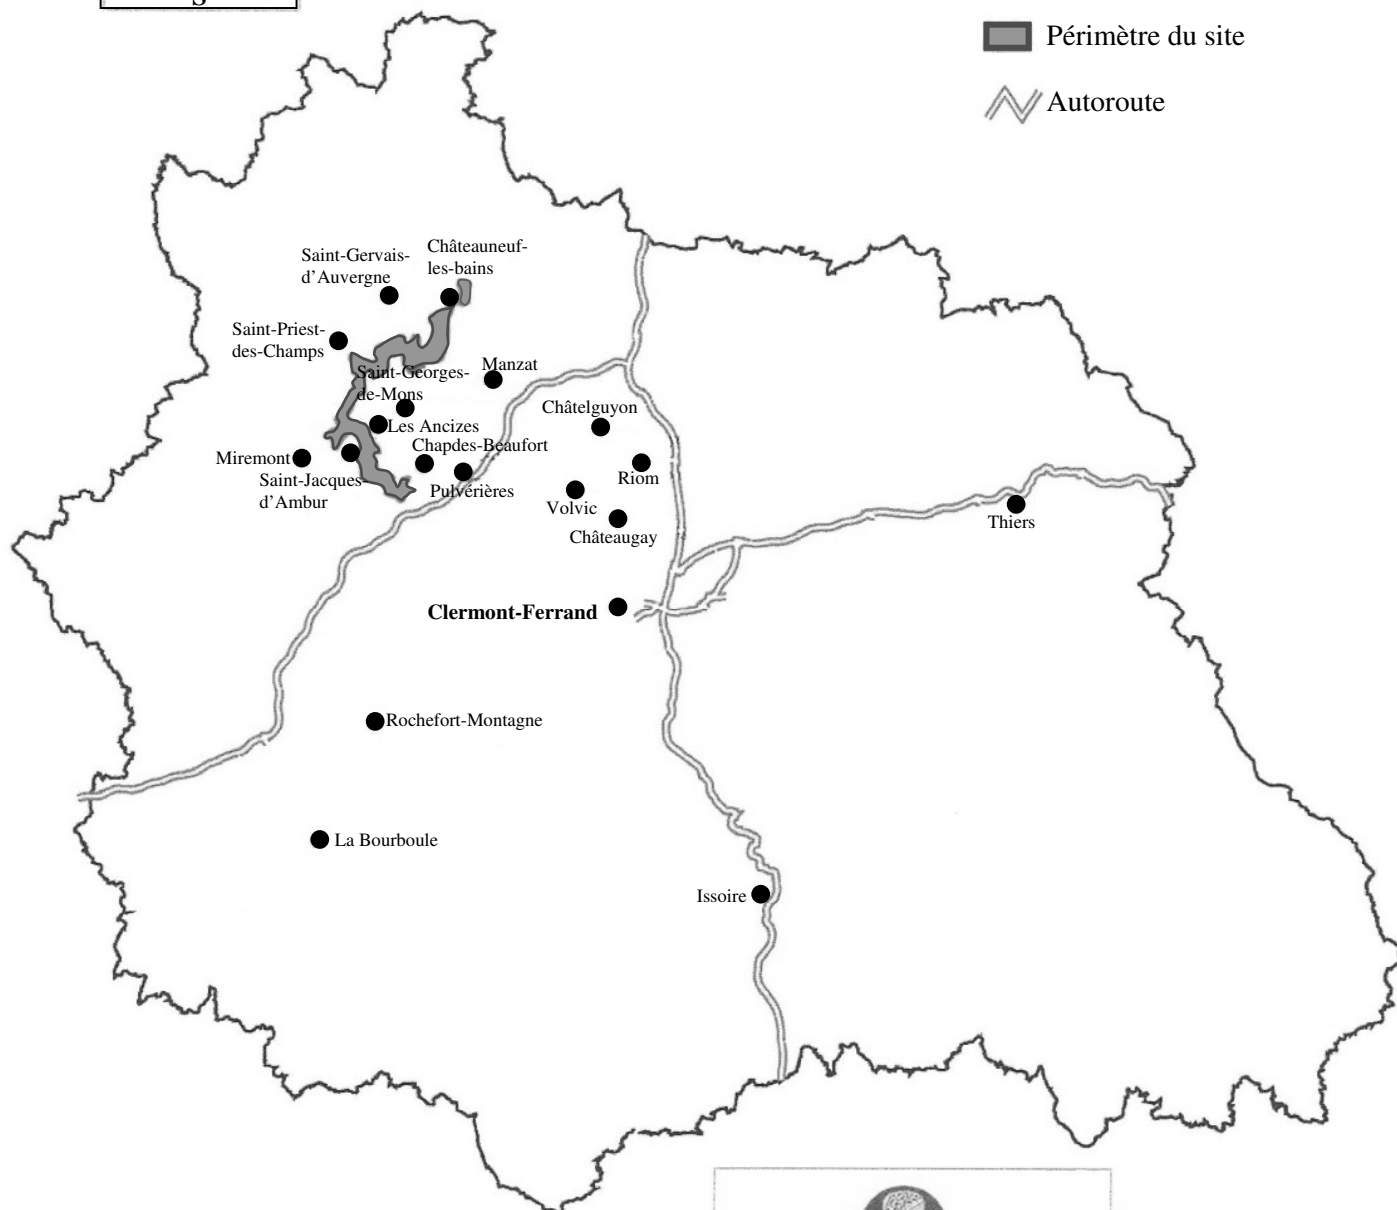 Périmètre du site
Autoroute
Saint-Gervais-
d'Auvergne
Châteauneuf-
les-bains
Saint-Priest-
des-Champs
Saint-Georges-
de-Mons
Manzat
Les Ancizes
Châtelguyon
Chapdes-Beaufort
Miremont
Saint-Jacques-
d'Ambur
Pulvérières
Riom
Volvic
Châteaugay
Thiers
Clermont-Ferrand
Rochefort-Montagne
La Bourboule
Issoire